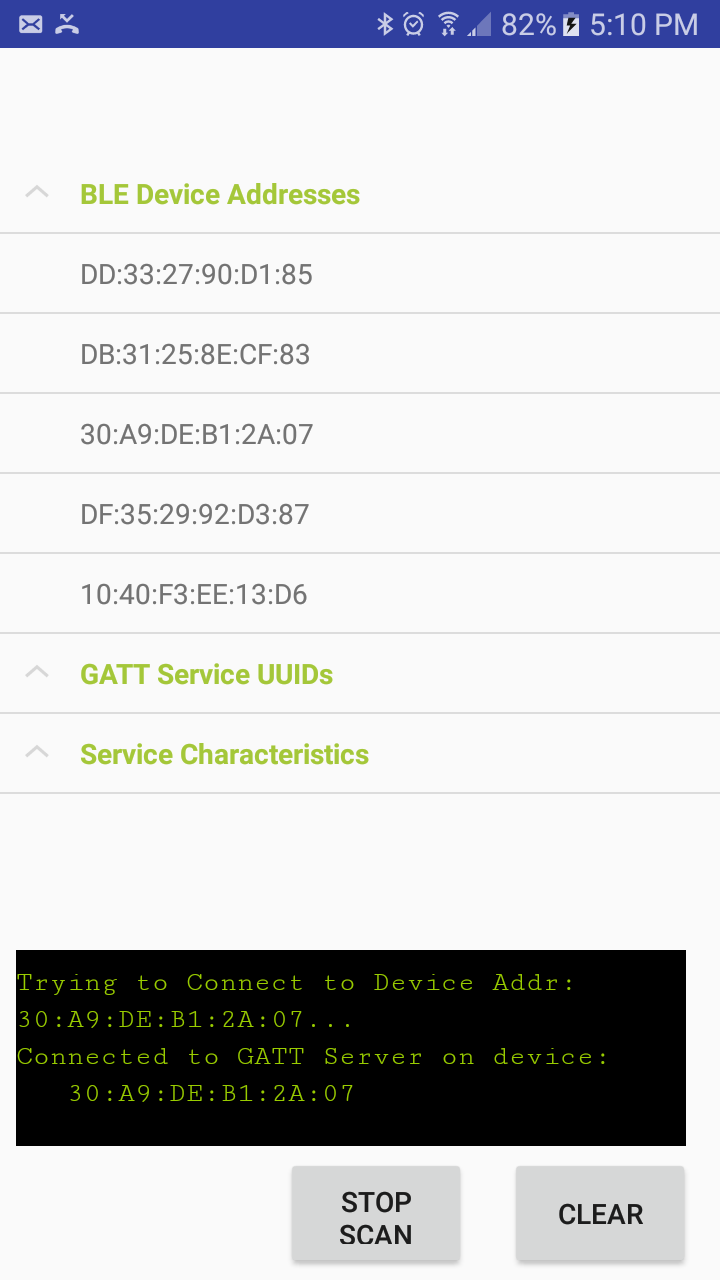 82% 5:10 PM
BLE Device Addresses
DD:33:27:90:D1:85
DB:31:25:8E:CF:83
30:A9:DE:B1:2A:07
DF:35:29:92:D3:87
10:40:F3:EE:13:D6
GATT Service UUIDs
Service Characteristics
Trying to Connect to Device Addr:
30:A9:DE:B1:2A:07...
Connected to GATT Server on device:
30:A9:DE:B1:2A:07
STOP
SCAN
CLEAR